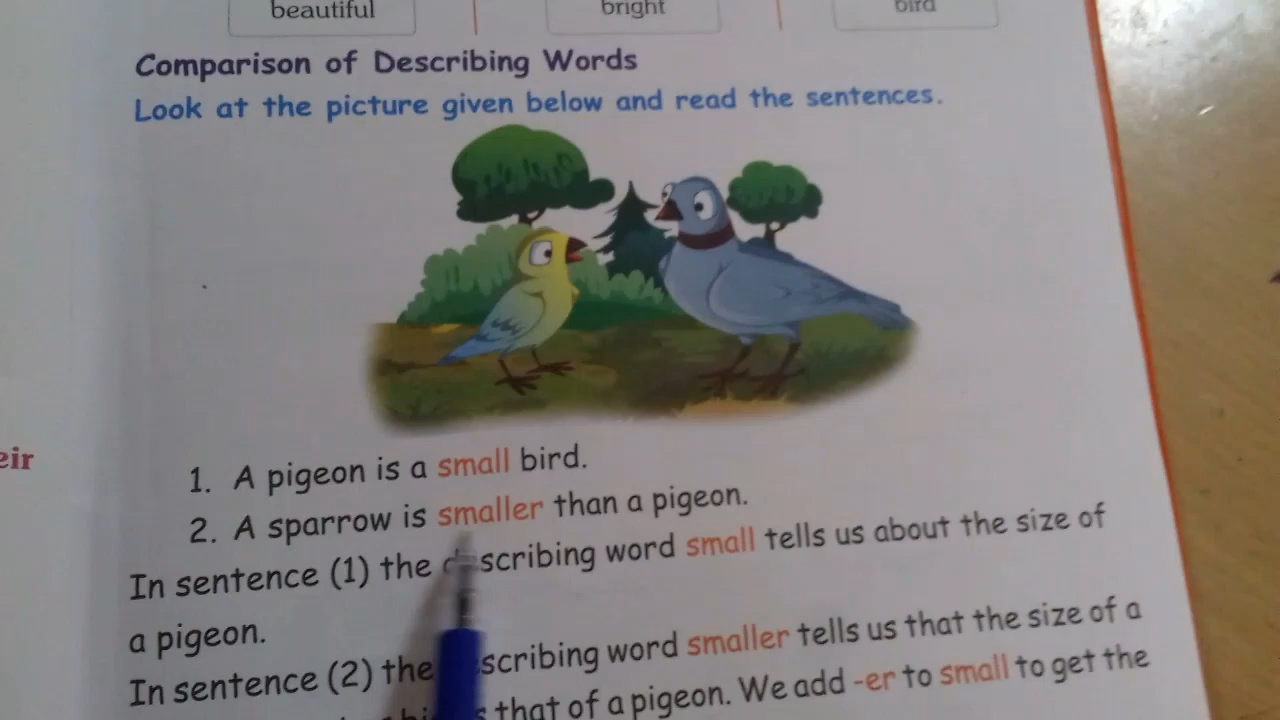 beautiful bright bird
Comparison of Describing Words
Look at the picture given below and read the sentences.
1. A pigeon is a small bird.
2. A sparrow is smaller than a pigeon.
In sentence (1) the describing word small tells us about the size of
a pigeon.
In sentence (2) the describing word smaller tells us that the size of a
that of a pigeon. We add -er to small to get the